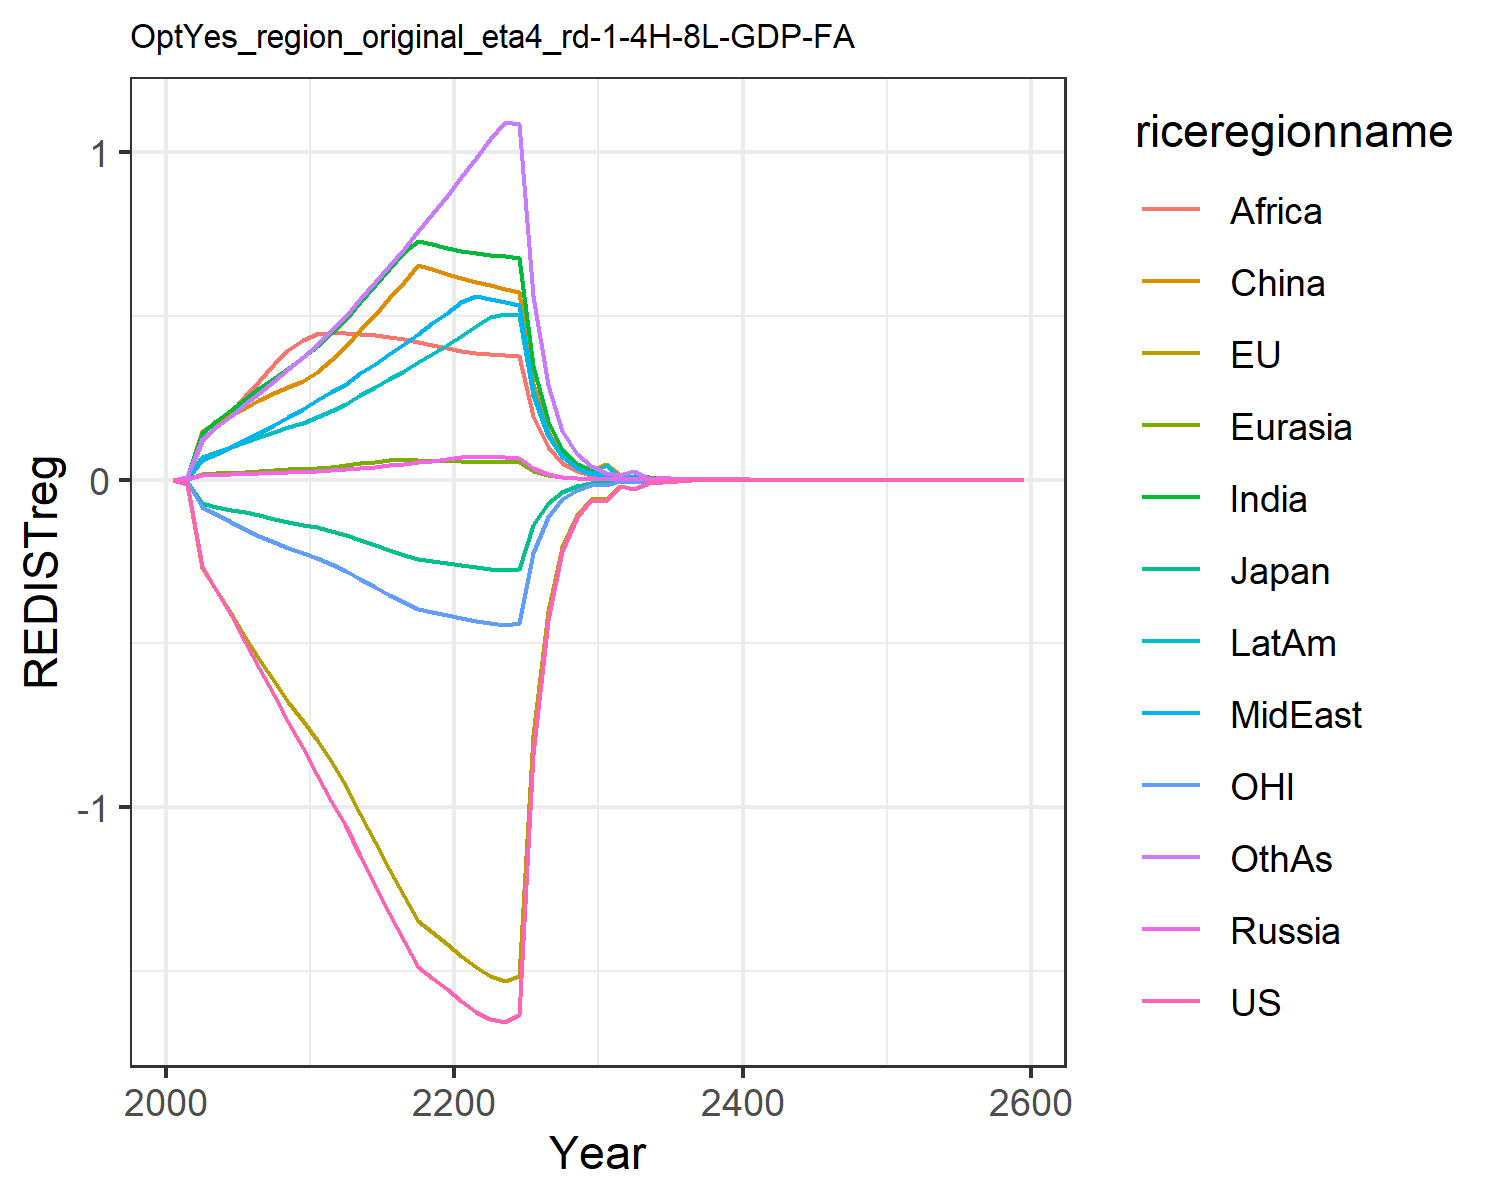 OptYes_region_original_eta4_rd-1-4H-8L-GDP-FA
riceregionname
Africa
China
EU
Eurasia
India
Japan
LatAm
MidEast
OHI
OthAs
Russia
US
REDISTreg
1
0
-1
2000 2200 2400 2600
Year